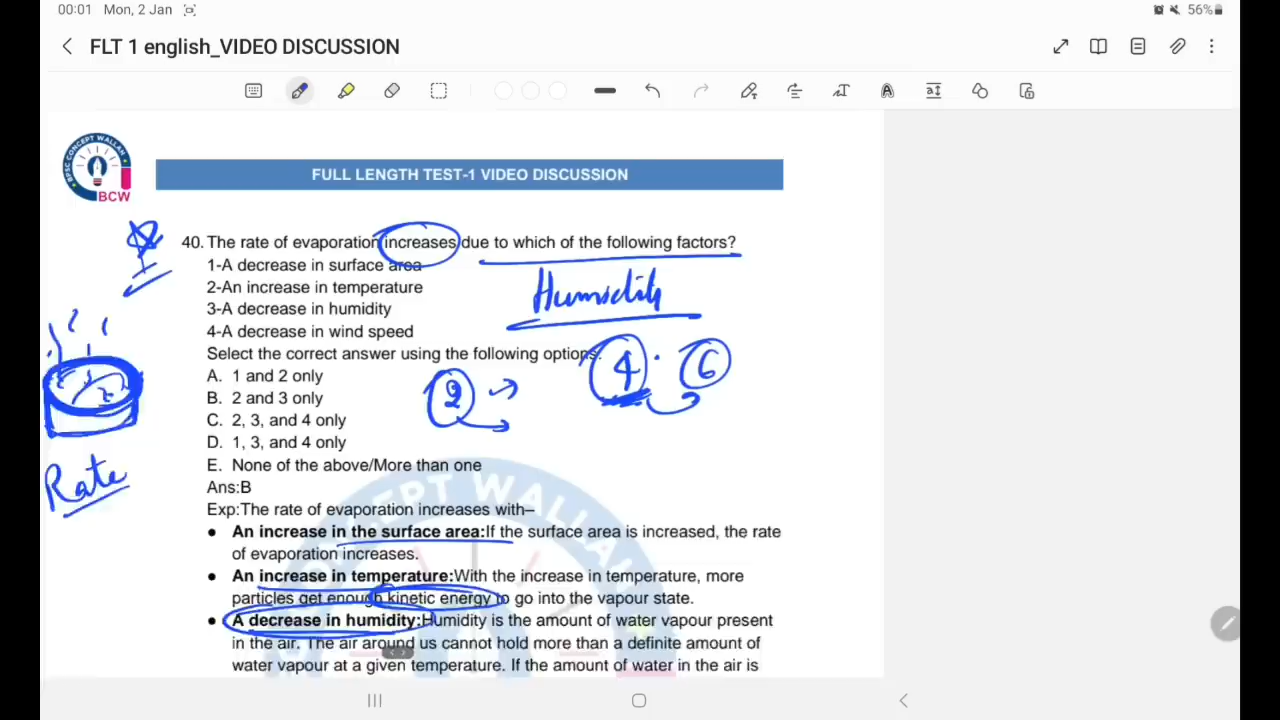 00:01 Mon, 2 Jan 56%
FLT 1 english_VIDEO DISCUSSION
BPSC CONCEPT WALLAH
BCW
FULL LENGTH TEST-1 VIDEO DISCUSSION
40. The rate of evaporation increases due to which of the following factors?
1-A decrease in surface area
2-An increase in temperature
3-A decrease in humidity
4-A decrease in wind speed
Humidity
Select the correct answer using the following options:
4 6
A. 1 and 2 only
B. 2 and 3 only
2
C. 2, 3, and 4 only
D. 1, 3, and 4 only
E. None of the above/More than one
Rate
Ans:B
Exp:The rate of evaporation increases with–
● An increase in the surface area:If the surface area is increased, the rate
of evaporation increases.
● An increase in temperature:With the increase in temperature, more
particles get enough kinetic energy to go into the vapour state.
● A decrease in humidity:Humidity is the amount of water vapour present
in the air. The air around us cannot hold more than a definite amount of
water vapour at a given temperature. If the amount of water in the air is